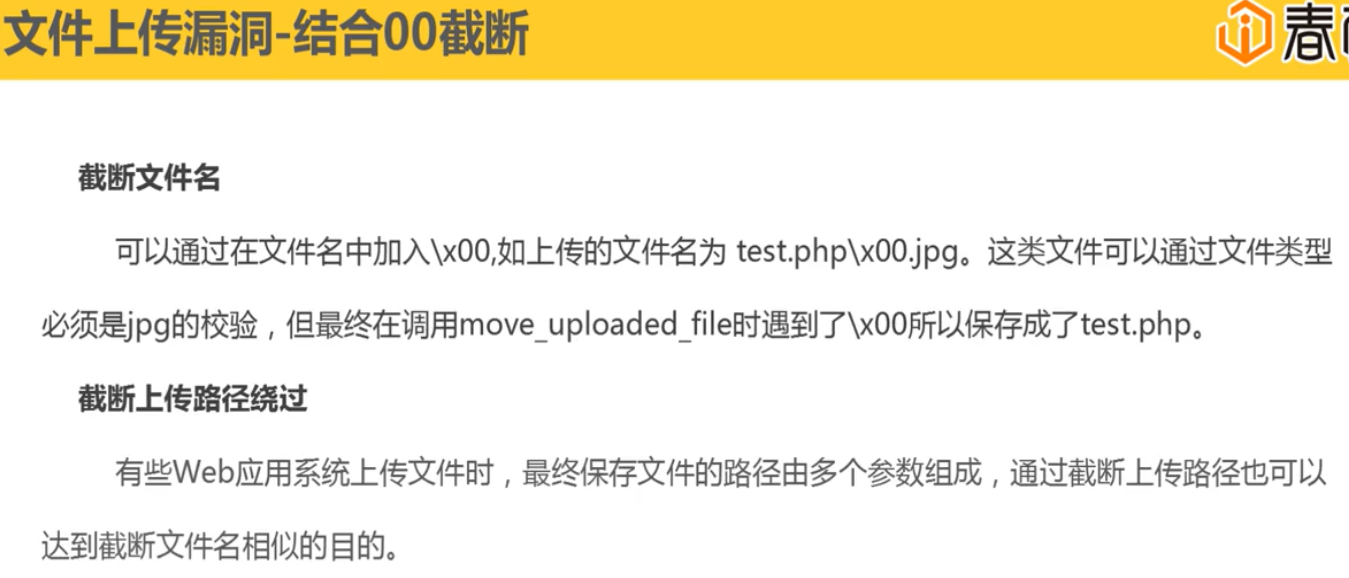 文件上传漏洞-结合00截断
春
截断文件名
可以通过在文件名中加入\x00,如上传的文件名为 test.php\x00.jpg。这类文件可以通过文件类型
必须是jpg的校验，但最终在调用move_uploaded_file时遇到了\x00所以保存成了test.php。
截断上传路径绕过
有些Web应用系统上传文件时，最终保存文件的路径由多个参数组成，通过截断上传路径也可以
达到截断文件名相似的目的。